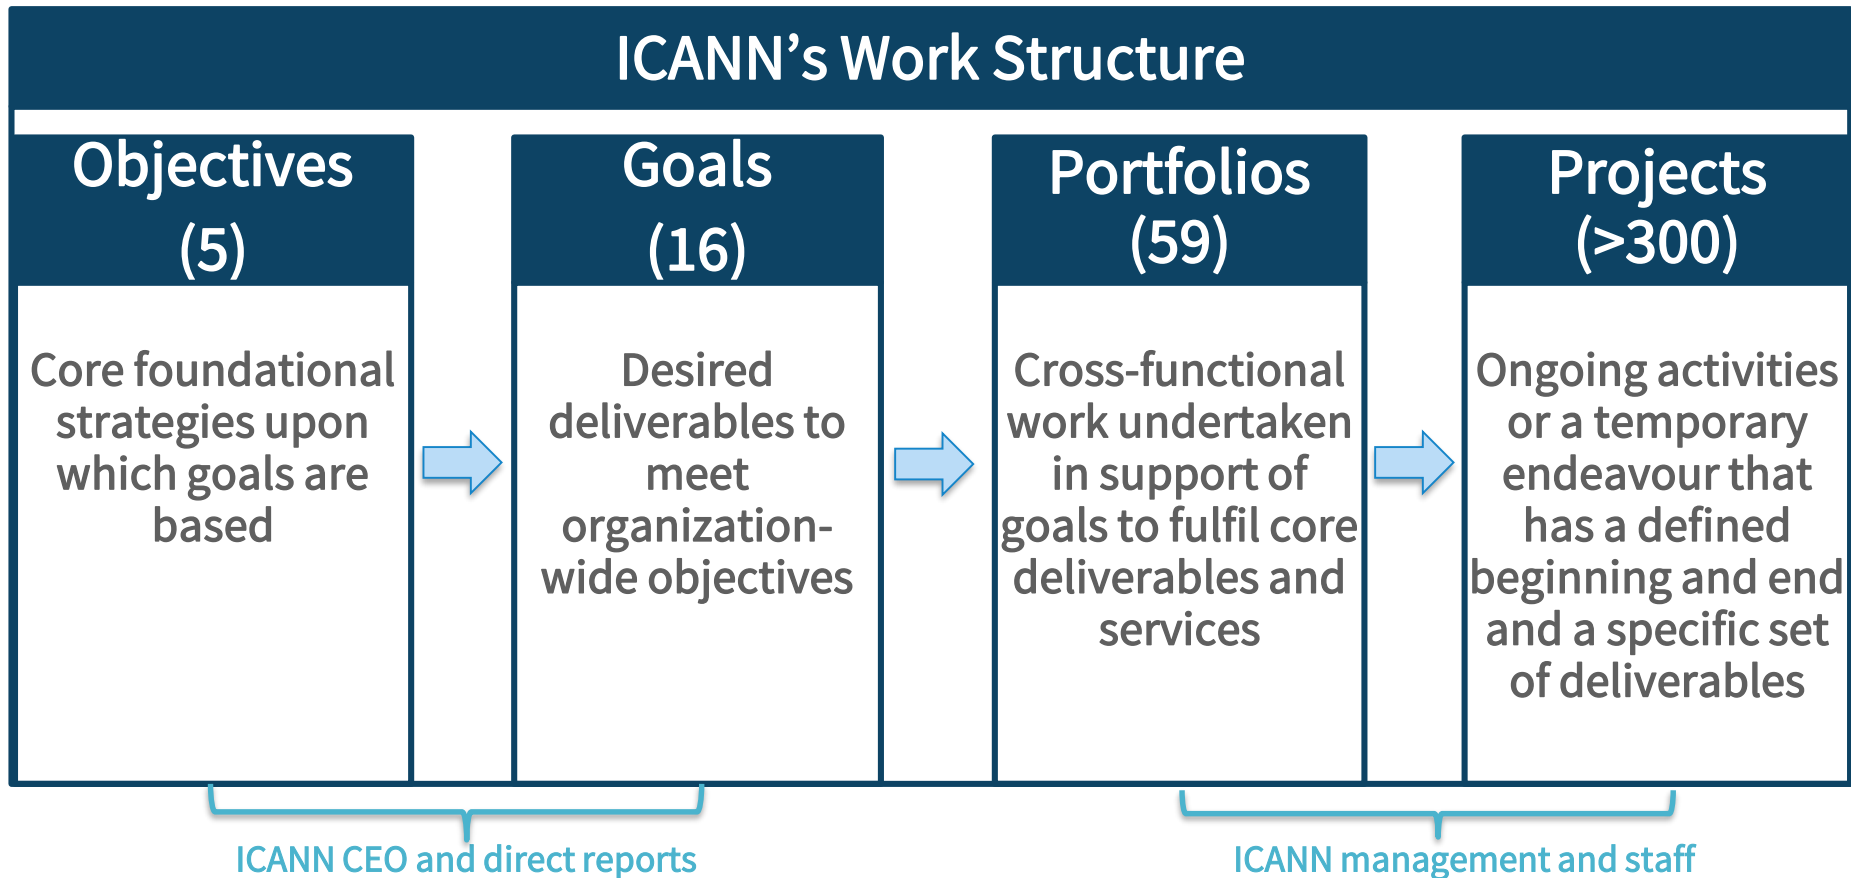 ICANN’s Work Structure
Objectives
(5)
Core foundational
strategies upon
which goals are
based
Goals
(16)
Desired
deliverables to
meet
organization-
wide objectives
Portfolios
(59)
Cross-functional
work undertaken
in support of
goals to fulfil core
deliverables and
services
Projects
(>300)
Ongoing activities
or a temporary
endeavour that
has a defined
beginning and end
and a specific set
of deliverables
ICANN CEO and direct reports
ICANN management and staff